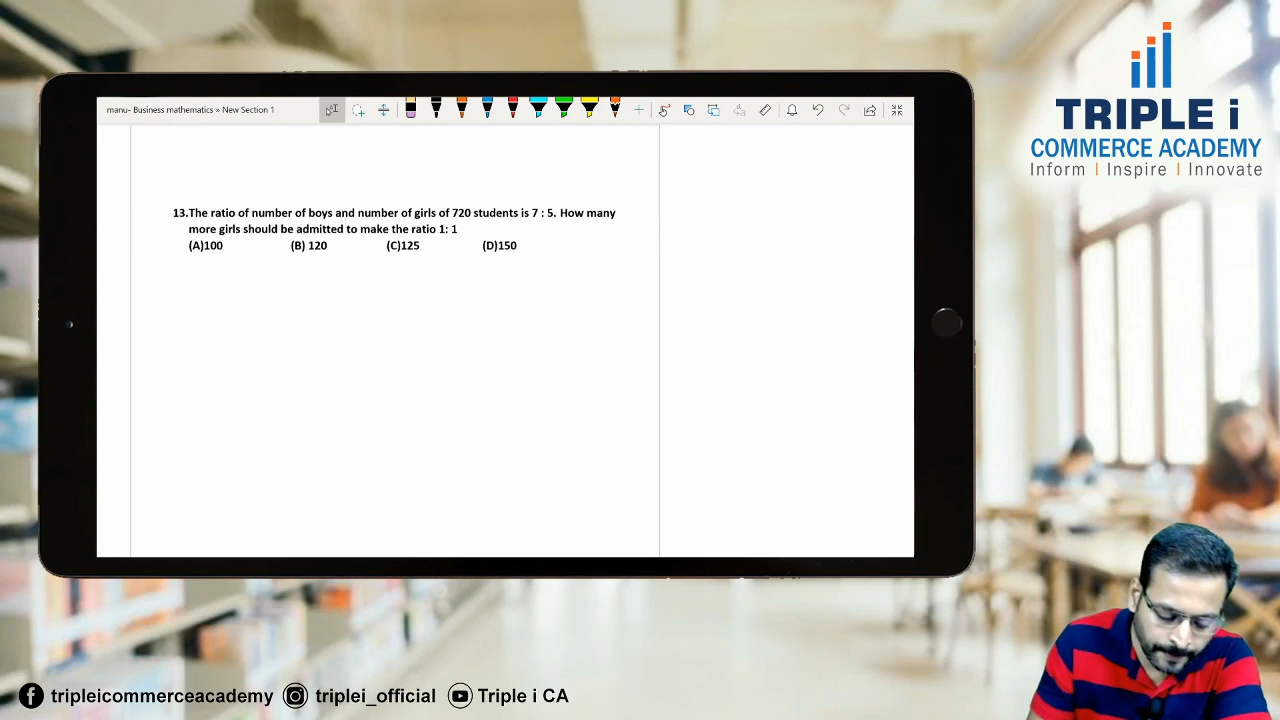 manu- Business mathematics » New Section 1
13.The ratio of number of boys and number of girls of 720 students is 7 : 5. How many
more girls should be admitted to make the ratio 1: 1
(A)100 (B) 120 (C)125 (D)150
TRIPLE i
COMMERCE ACADEMY
Inform | Inspire | Innovate
tripleicommerceacademy triplei_official Triple i CA